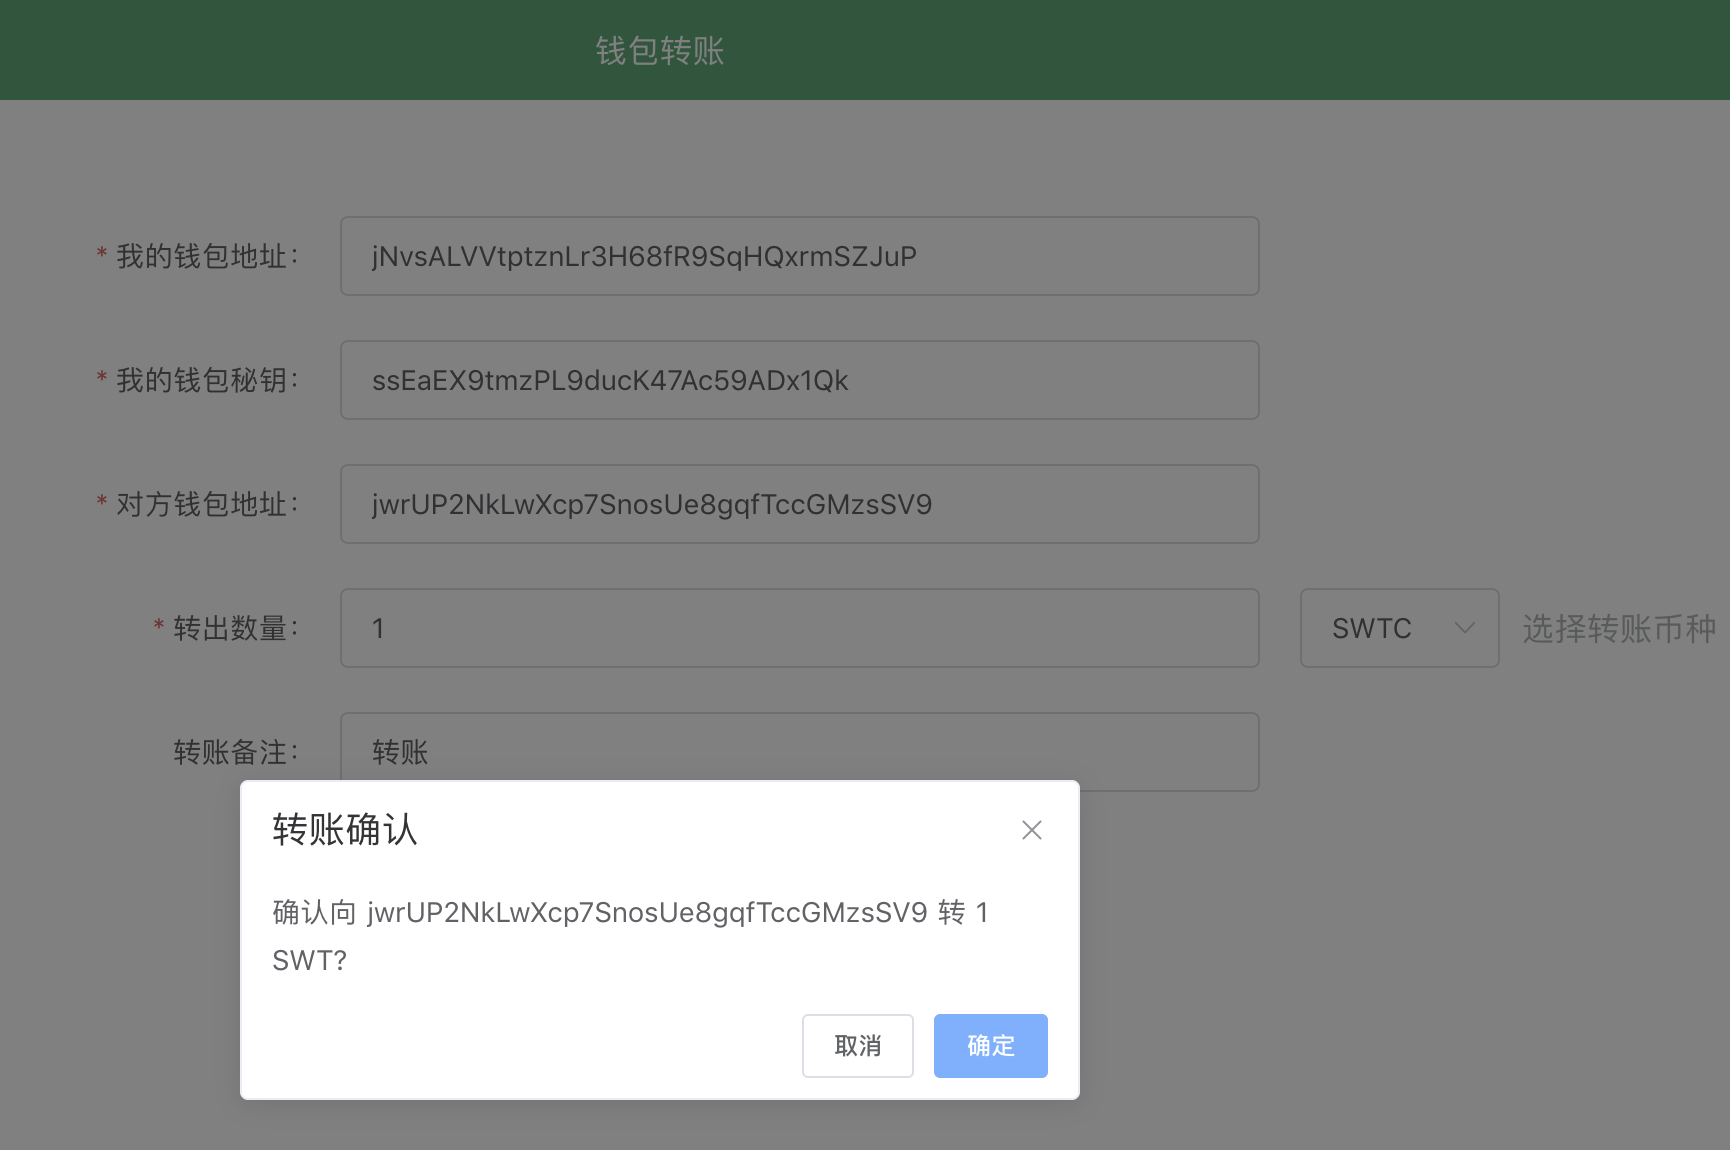 钱包转账
* 我的钱包地址: jNvsALVVtptznLr3H68fR9SqHQxrmSZJuP
* 我的钱包秘钥: ssEaEX9tmzPL9ducK47Ac59ADx1Qk
* 对方钱包地址: jwrUP2NkLwXcp7SnosUe8gqfTccGMzsSV9
* 转出数量: 1 SWTC 选择转账币种
转账备注: 转账
转账确认
确认向 jwrUP2NkLwXcp7SnosUe8gqfTccGMzsSV9 转 1
SWT?
取消 确定